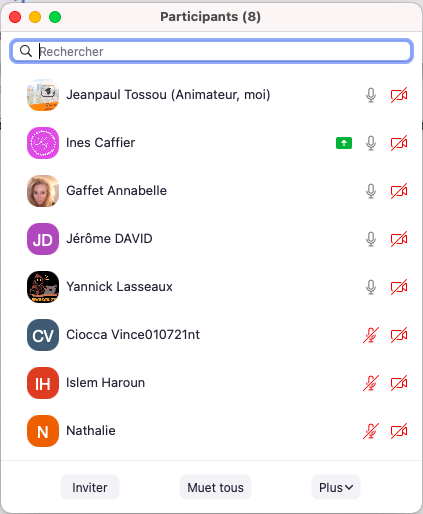 Participants (8)
Rechercher
Jeanpaul Tossou (Animateur, moi)
Ines Caffier
Gaffet Annabelle
JD Jérôme DAVID
Yannick Lasseaux
CV Ciocca Vince010721nt
IH Islem Haroun
N Nathalie
Inviter Muet tous Plus